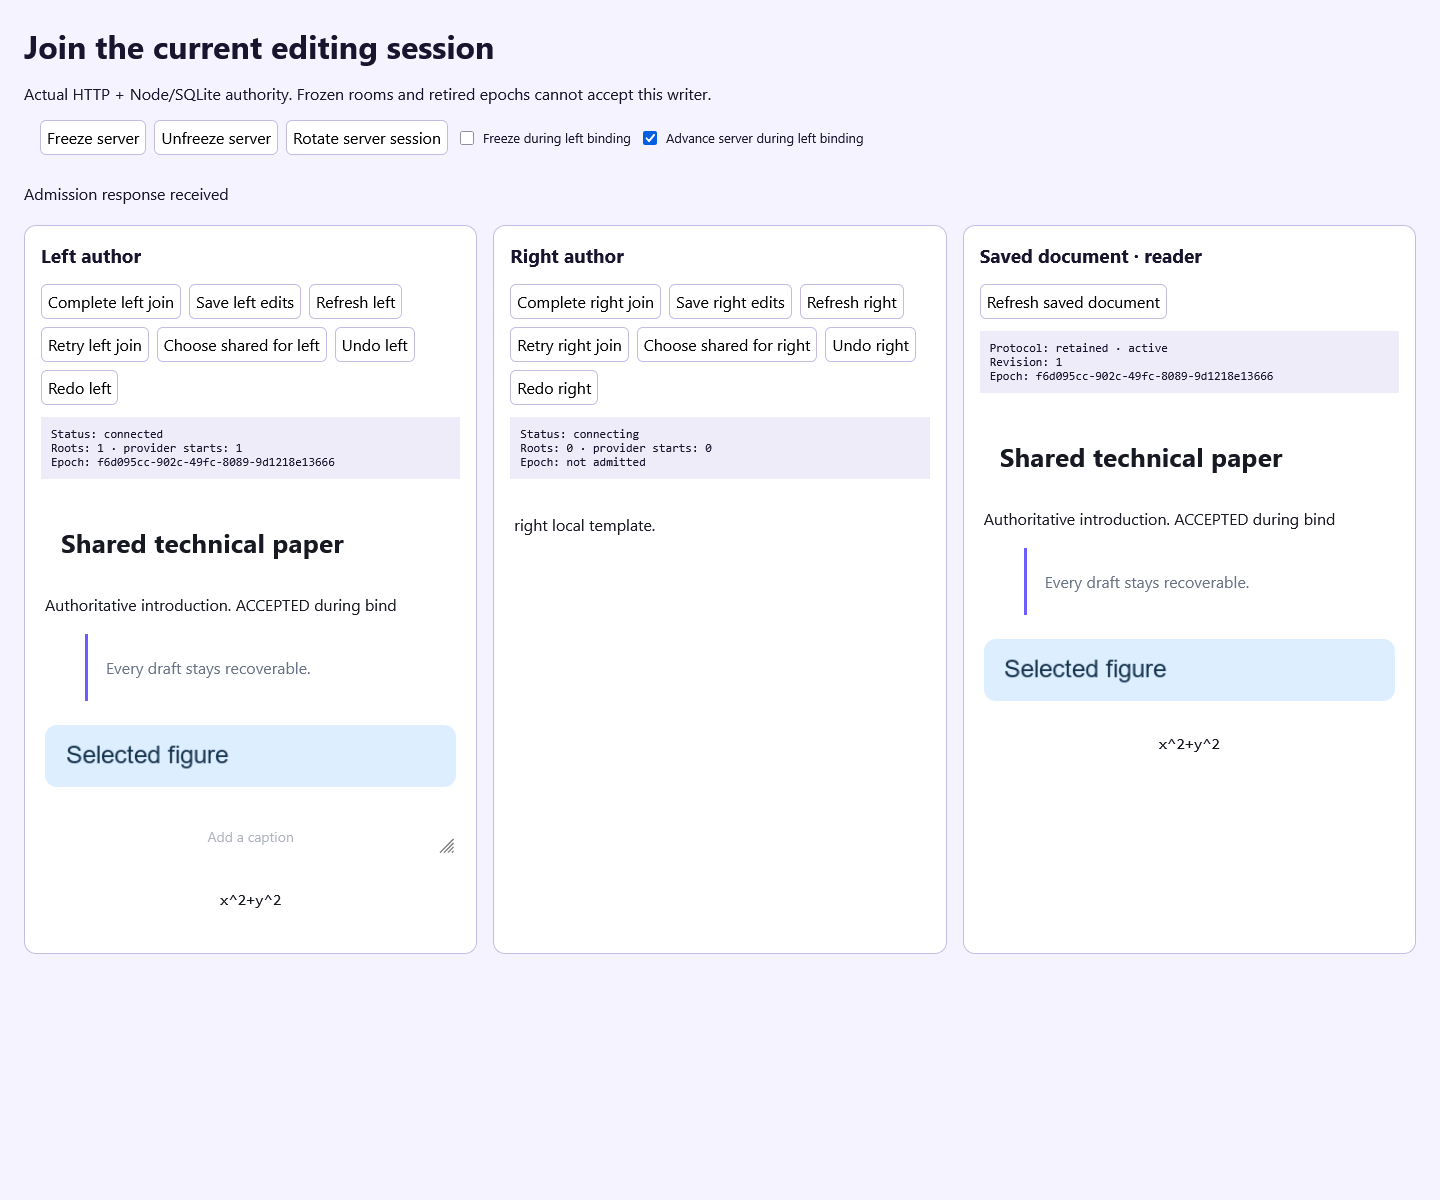 Join the current editing session
Actual HTTP + Node/SQLite authority. Frozen rooms and retired epochs cannot accept this writer.
Freeze server Unfreeze server Rotate server session Freeze during left binding Advance server during left binding
Admission response received
Left author
Complete left join Save left edits Refresh left
Retry left join Choose shared for left Undo left
Redo left
Status: connected
Roots: 1 · provider starts: 1
Epoch: f6d095cc-902c-49fc-8089-9d1218e13666
Shared technical paper
Authoritative introduction. ACCEPTED during bind
Every draft stays recoverable.
Selected figure
Add a caption
x^2+y^2
Right author
Complete right join Save right edits Refresh right
Retry right join Choose shared for right Undo right
Redo right
Status: connecting
Roots: 0 · provider starts: 0
Epoch: not admitted
right local template.
Saved document · reader
Refresh saved document
Protocol: retained · active
Revision: 1
Epoch: f6d095cc-902c-49fc-8089-9d1218e13666
Shared technical paper
Authoritative introduction. ACCEPTED during bind
Every draft stays recoverable.
Selected figure
x^2+y^2